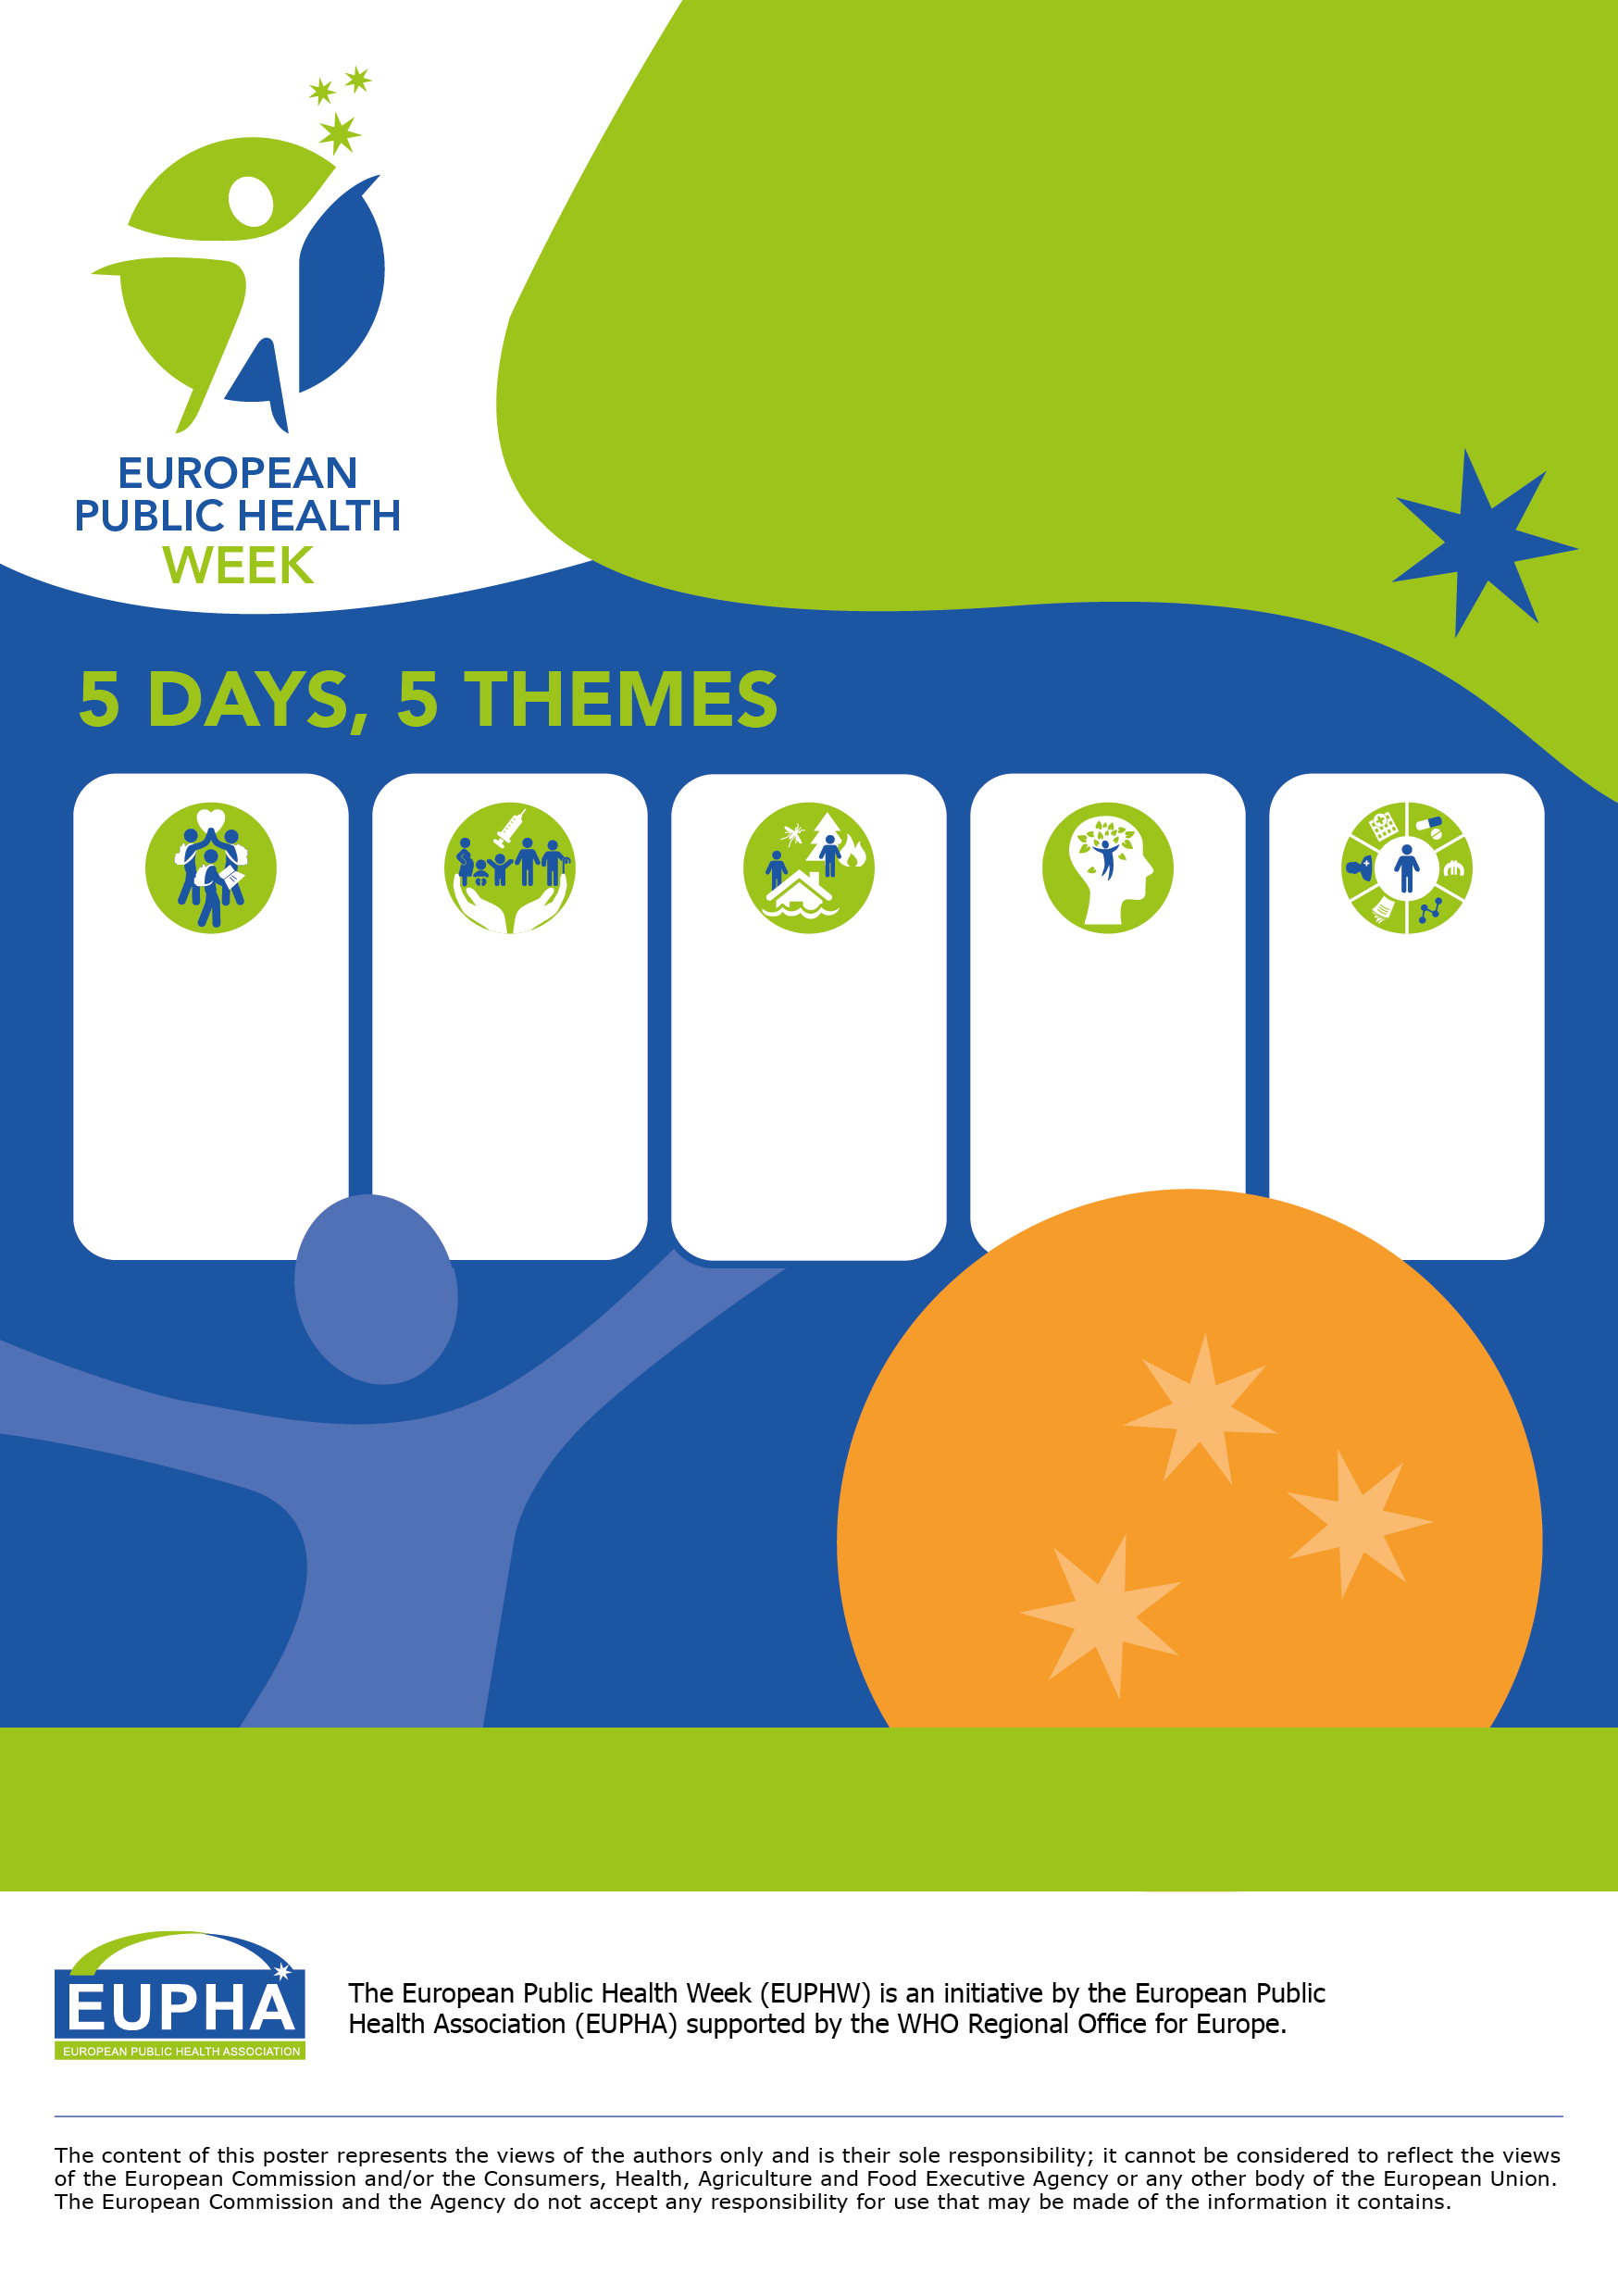 EUROPEAN
PUBLIC HEALTH
WEEK
5 DAYS, 5 THEMES
EUPHA
EUROPEAN PUBLIC HEALTH ASSOCIATION
The European Public Health Week (EUPHW) is an initiative by the European Public
Health Association (EUPHA) supported by the WHO Regional Office for Europe.
The content of this poster represents the views of the authors only and is their sole responsibility; it cannot be considered to reflect the views
of the European Commission and/or the Consumers, Health, Agriculture and Food Executive Agency or any other body of the European Union.
The European Commission and the Agency do not accept any responsibility for use that may be made of the information it contains.